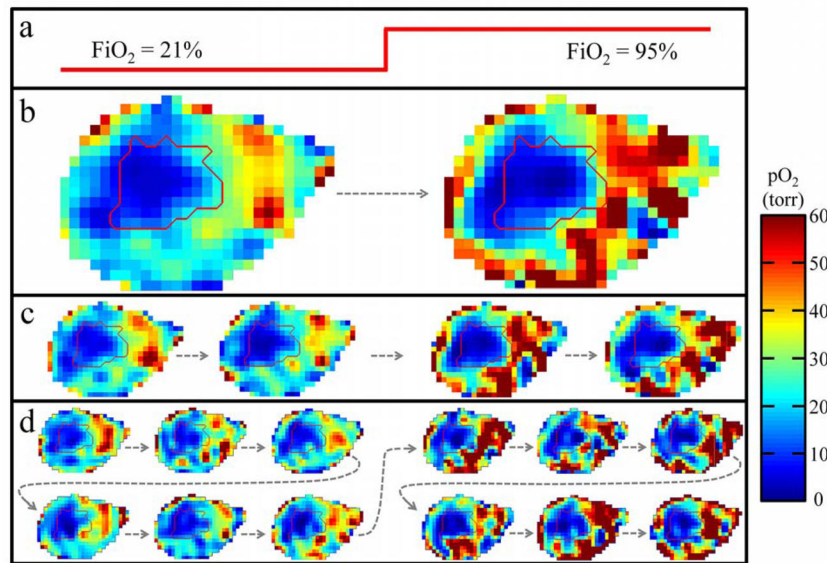 a
FiO₂ = 21%
FiO₂ = 95%
b
pO₂
(torr)
60
50
40
30
20
10
0
c
d